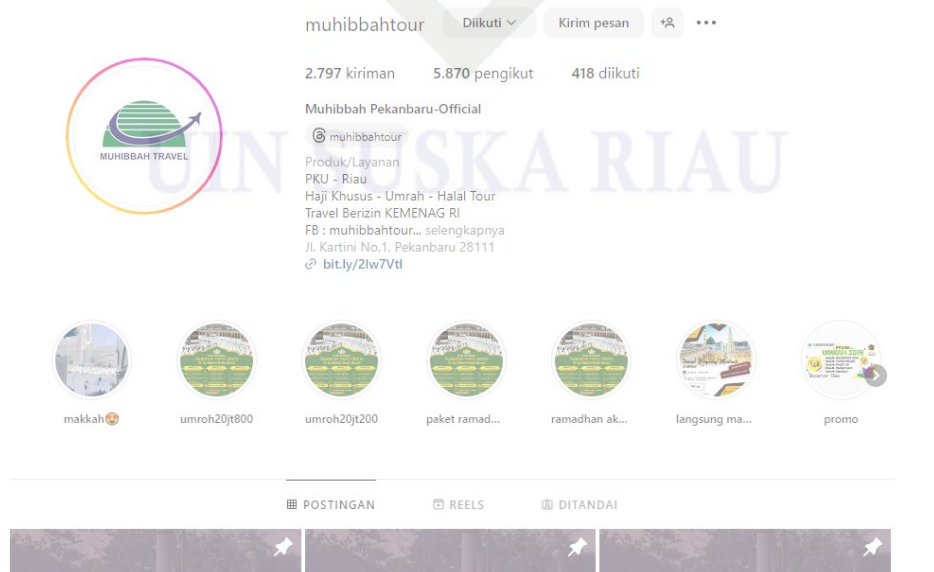 muhibbahtour Diikuti Kirim pesan
2.797 kiriman 5.870 pengikut 418 diikuti
Muhibbah Pekanbaru-Official
muhibbahtour
MUHIBBAH TRAVEL
UIN SUSKA RIAU
Produk/Layanan
PKU - Riau
Haji Khusus - Umrah - Halal Tour
Travel Berizin KEMENAG RI
FB : muhibbahtour... selengkapnya
Jl. Kartini No.1, Pekanbaru 28111
bit.ly/2Iw7VtI
makkah umroh20jt800 umroh20jt200 paket ramad... ramadhan ak... langsung ma... promo
UMRAH 2019
POSTINGAN REELS DITANDAI